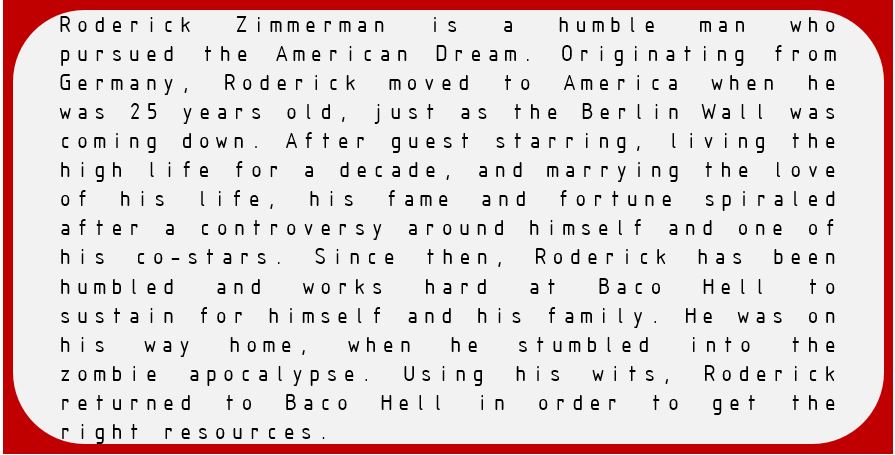 Roderick Zimmerman is a humble man who
pursued the American Dream. Originating from
Germany, Roderick moved to America when he
was 25 years old, just as the Berlin Wall was
coming down. After guest starring, living the
high life for a decade, and marrying the love
of his life, his fame and fortune spiraled
after a controversy around himself and one of
his co-stars. Since then, Roderick has been
humbled and works hard at Baco Hell to
sustain for himself and his family. He was on
his way home, when he stumbled into the
zombie apocalypse. Using his wits, Roderick
returned to Baco Hell in order to get the
right resources.